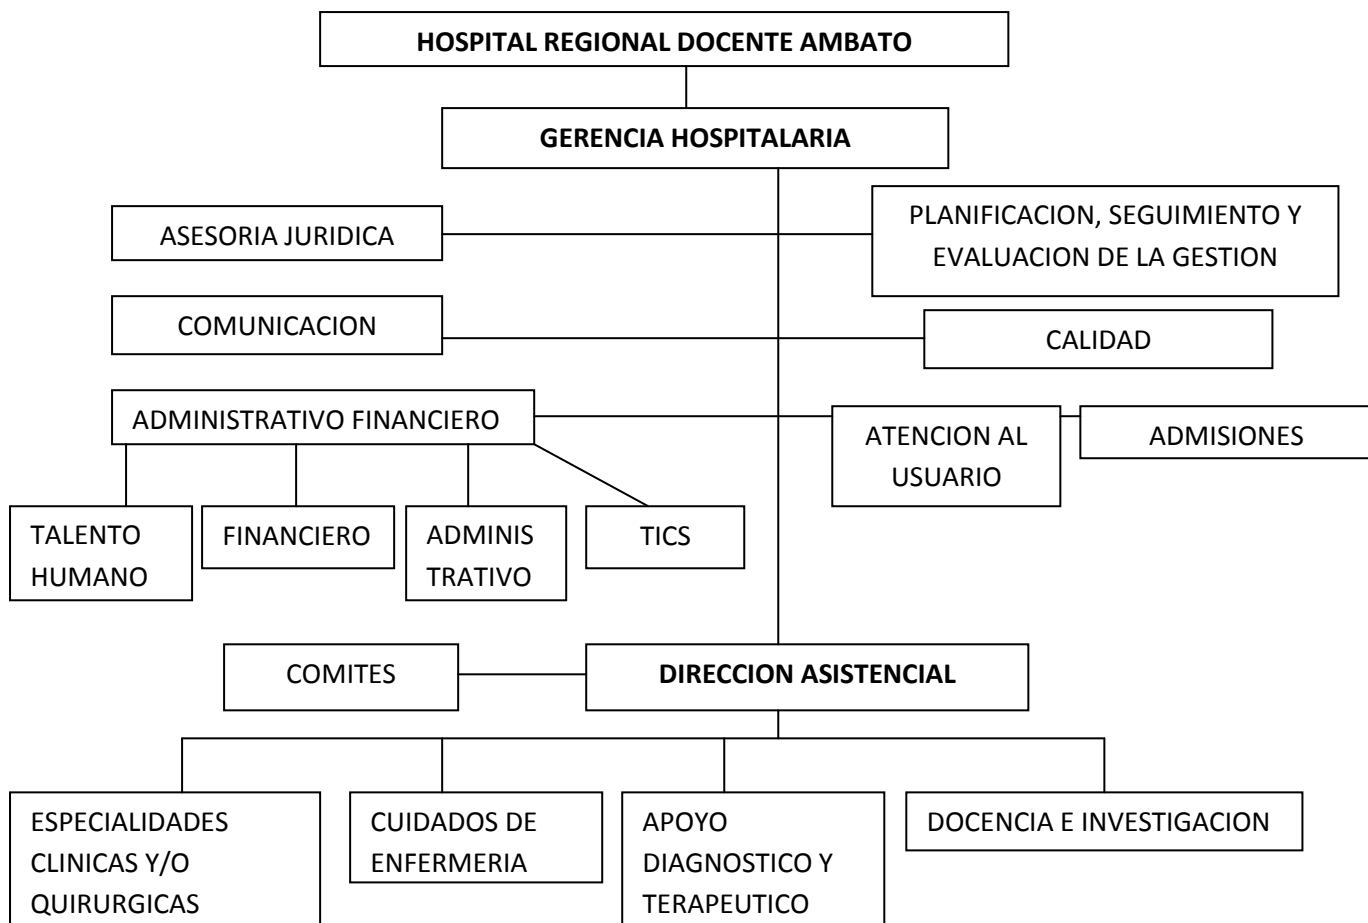 HOSPITAL REGIONAL DOCENTE AMBATO
GERENCIA HOSPITALARIA
ASESORIA JURIDICA
PLANIFICACION, SEGUIMIENTO Y
EVALUACION DE LA GESTION
COMUNICACION
CALIDAD
ADMINISTRATIVO FINANCIERO
ATENCION AL
USUARIO
ADMISIONES
TALENTO
HUMANO
FINANCIERO
ADMINIS
TRATIVO
TICS
COMITES
DIRECCION ASISTENCIAL
ESPECIALIDADES
CLINICAS Y/O
QUIRURGICAS
CUIDADOS DE
ENFERMERIA
APOYO
DIAGNOSTICO Y
TERAPEUTICO
DOCENCIA E INVESTIGACION